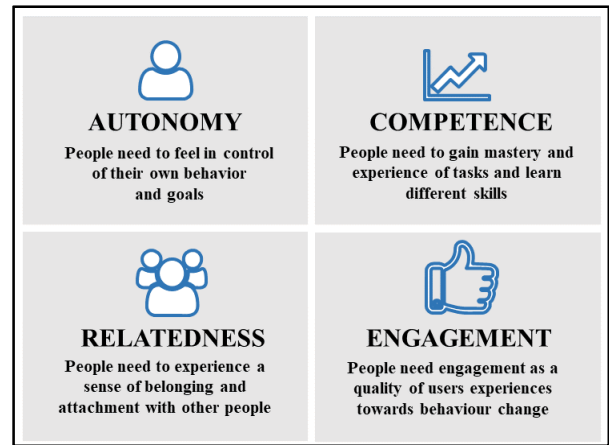 AUTONOMY
People need to feel in control
of their own behavior
and goals
COMPETENCE
People need to gain mastery and
experience of tasks and learn
different skills
RELATEDNESS
People need to experience a
sense of belonging and
attachment with other people
ENGAGEMENT
People need engagement as a
quality of users experiences
towards behaviour change